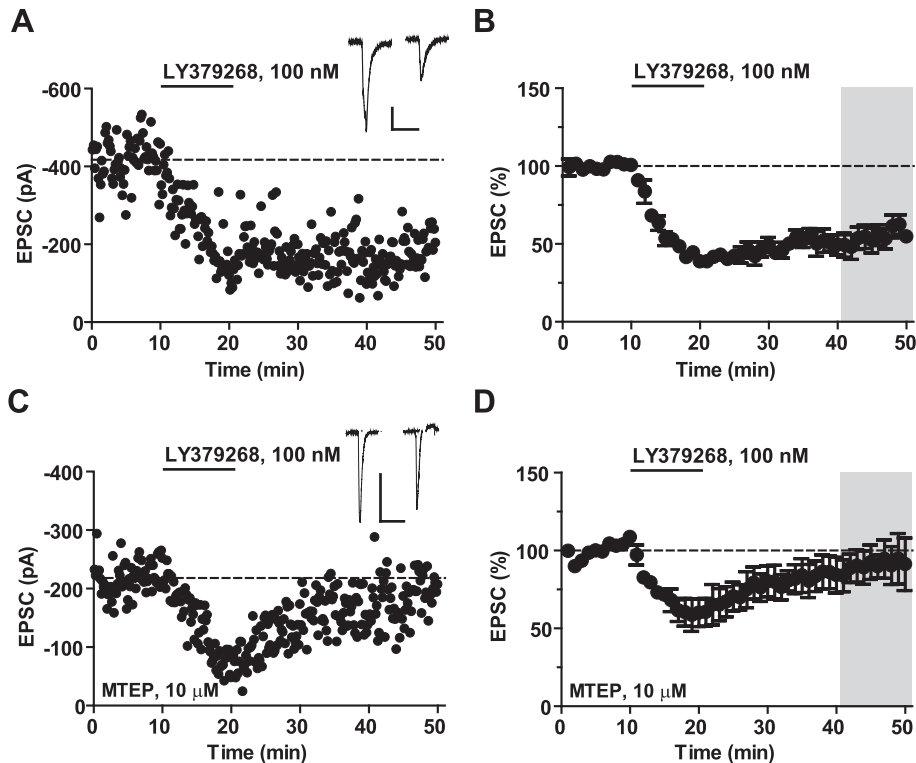 A
LY379268, 100 nM
-600
-400
-200
0
EPSC (pA)
0 10 20 30 40 50
Time (min)
B
LY379268, 100 nM
150
100
50
0
EPSC (%)
0 10 20 30 40 50
Time (min)
C
LY379268, 100 nM
-400
-300
-200
-100
0
EPSC (pA)
MTEP, 10 µM
0 10 20 30 40 50
Time (min)
D
LY379268, 100 nM
150
100
50
0
EPSC (%)
MTEP, 10 µM
0 10 20 30 40 50
Time (min)